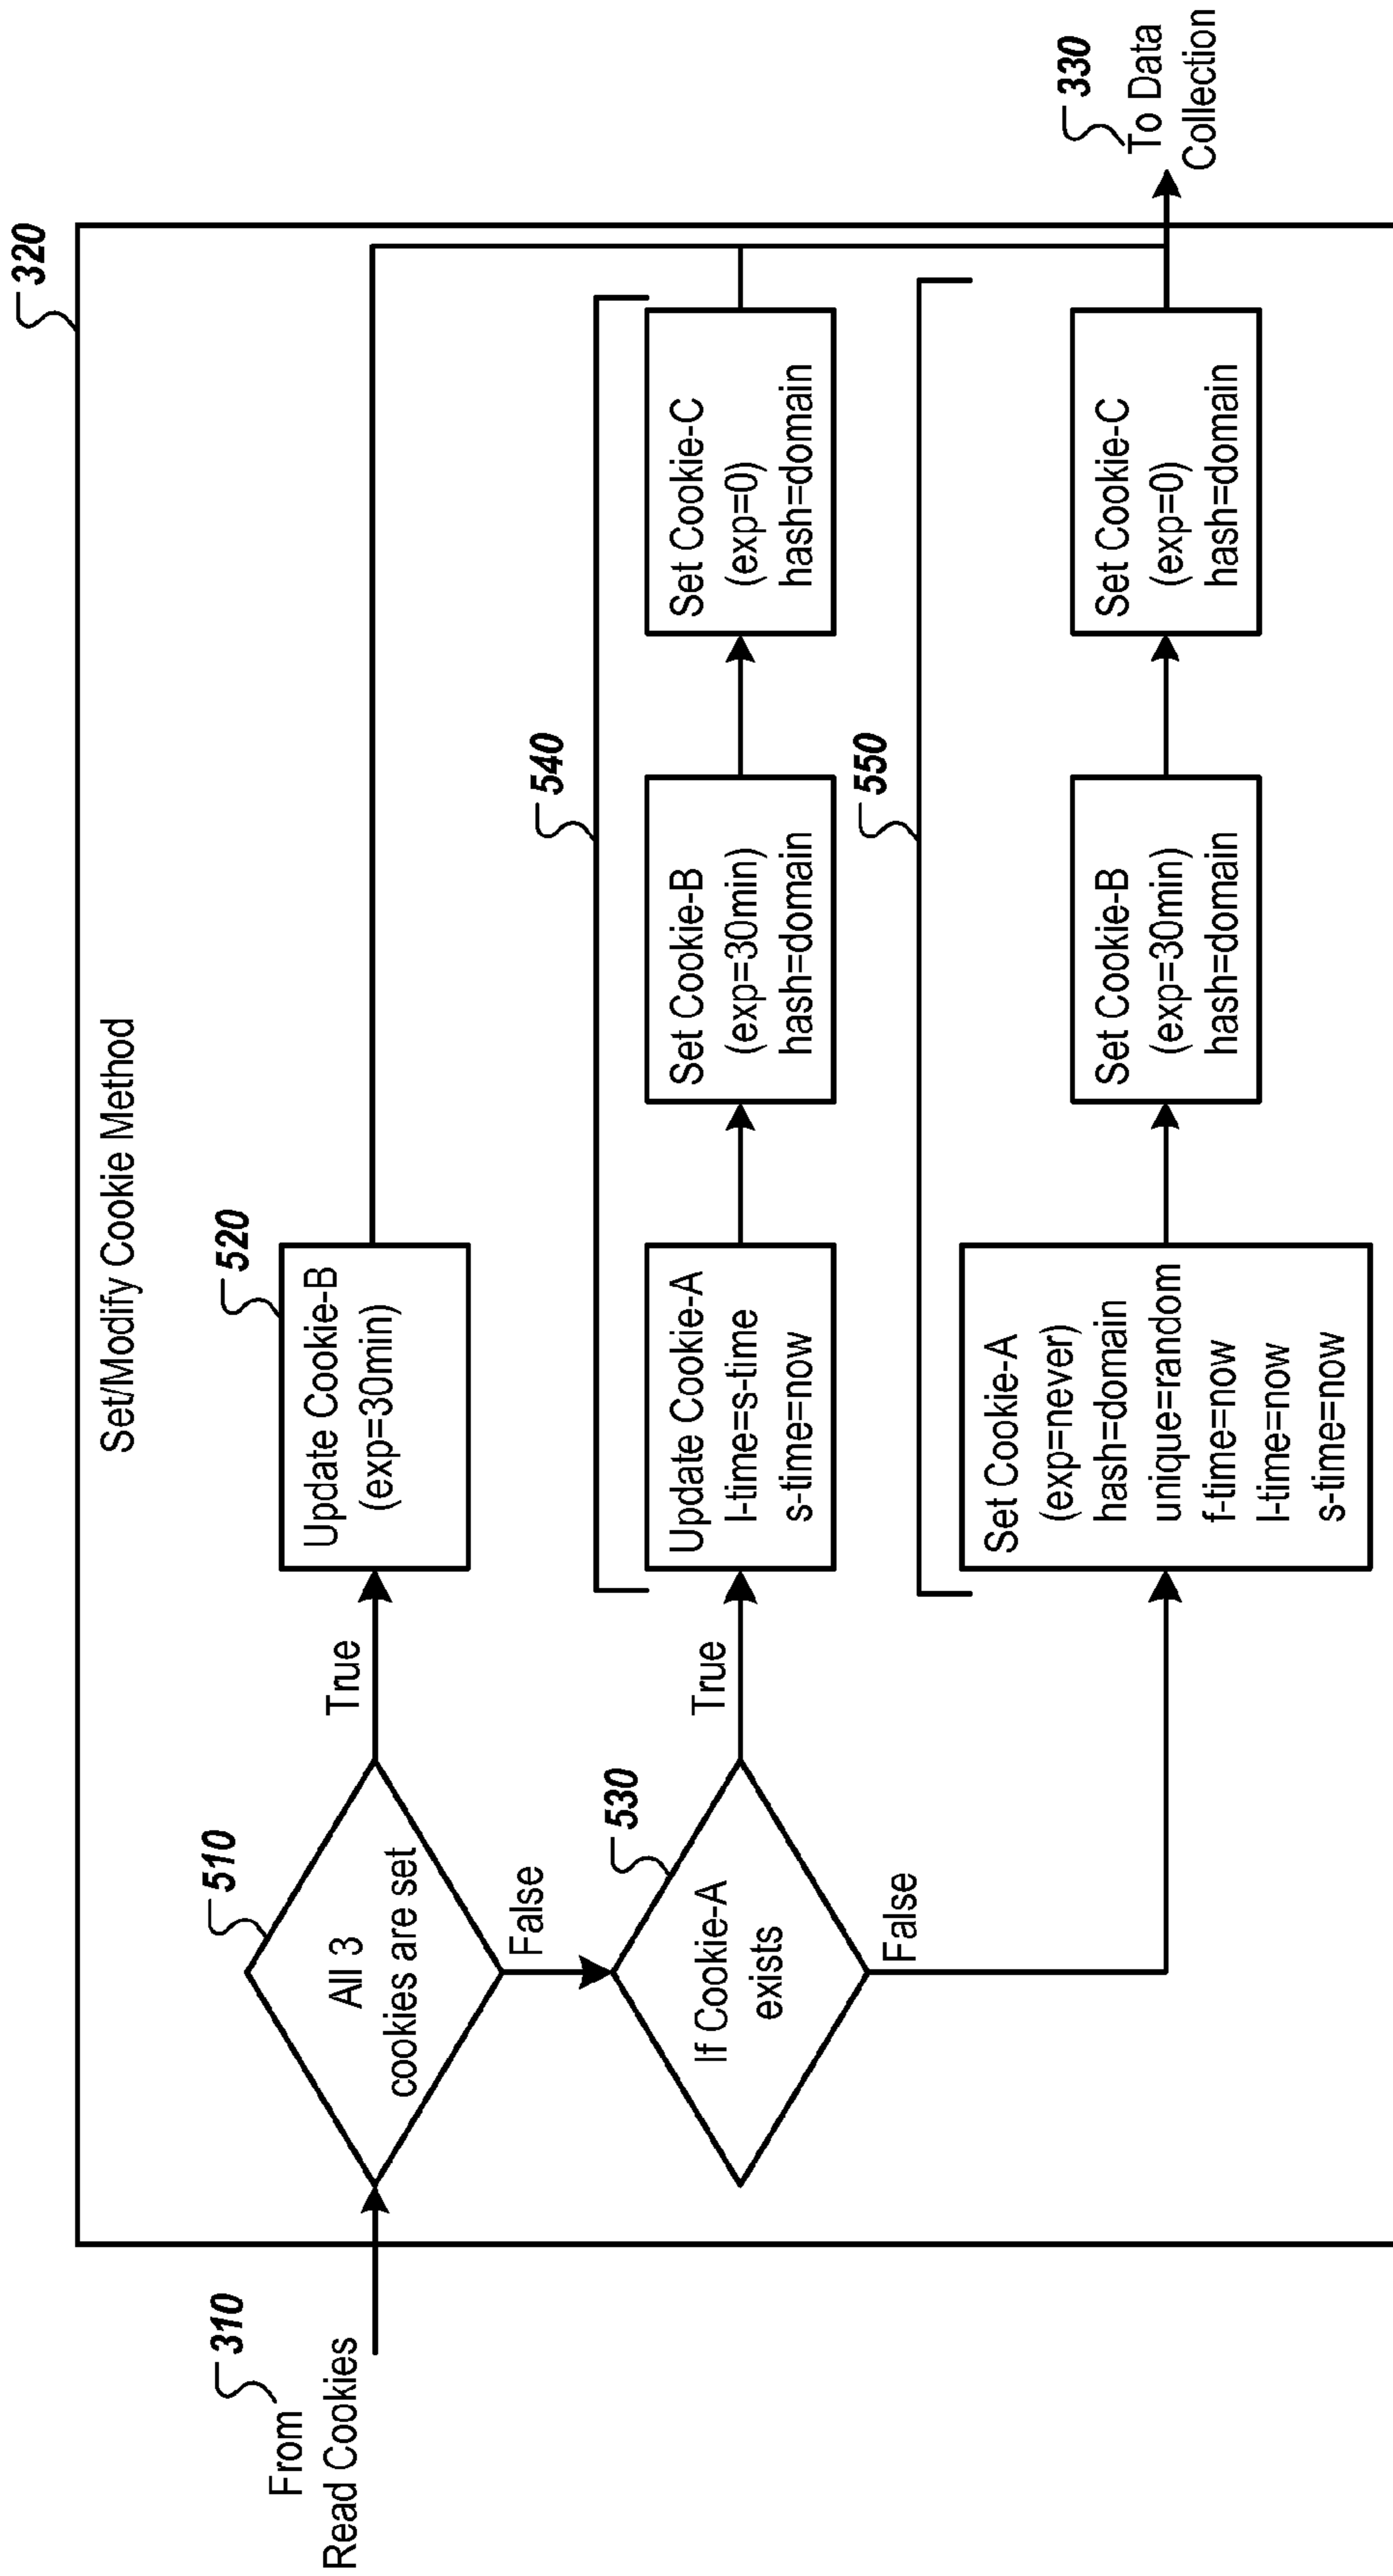 320
Set/Modify Cookie Method
310
From
Read Cookies
510
All 3
cookies are set
True
False
520
Update Cookie-B
(exp=30min)
530
If Cookie-A
exists
True
False
540
Update Cookie-A
l-time=s-time
s-time=now
Set Cookie-B
(exp=30min)
hash=domain
Set Cookie-C
(exp=0)
hash=domain
550
Set Cookie-A
(exp=never)
hash=domain
unique=random
f-time=now
l-time=now
s-time=now
Set Cookie-B
(exp=30min)
hash=domain
Set Cookie-C
(exp=0)
hash=domain
330
To Data
Collection